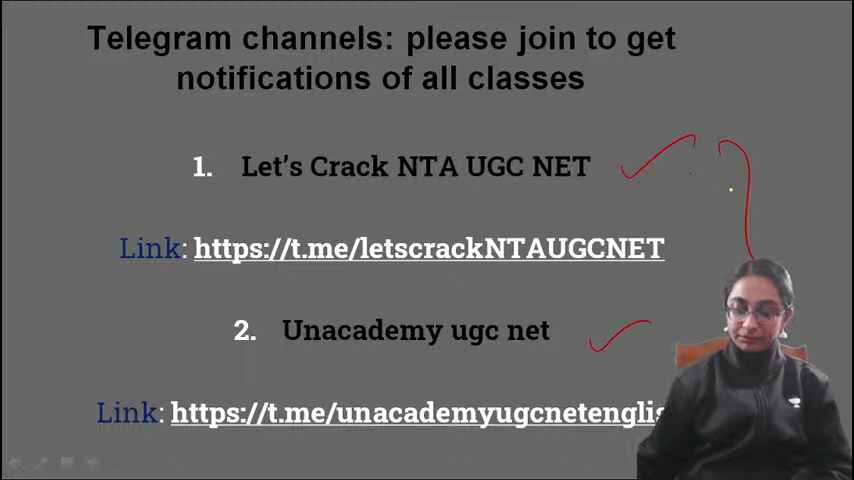 Telegram channels: please join to get
notifications of all classes
1. Let's Crack NTA UGC NET
Link: https://t.me/letscrackNTAUGCNET
2. Unacademy ugc net
Link: https://t.me/unacademyugcnetenglis